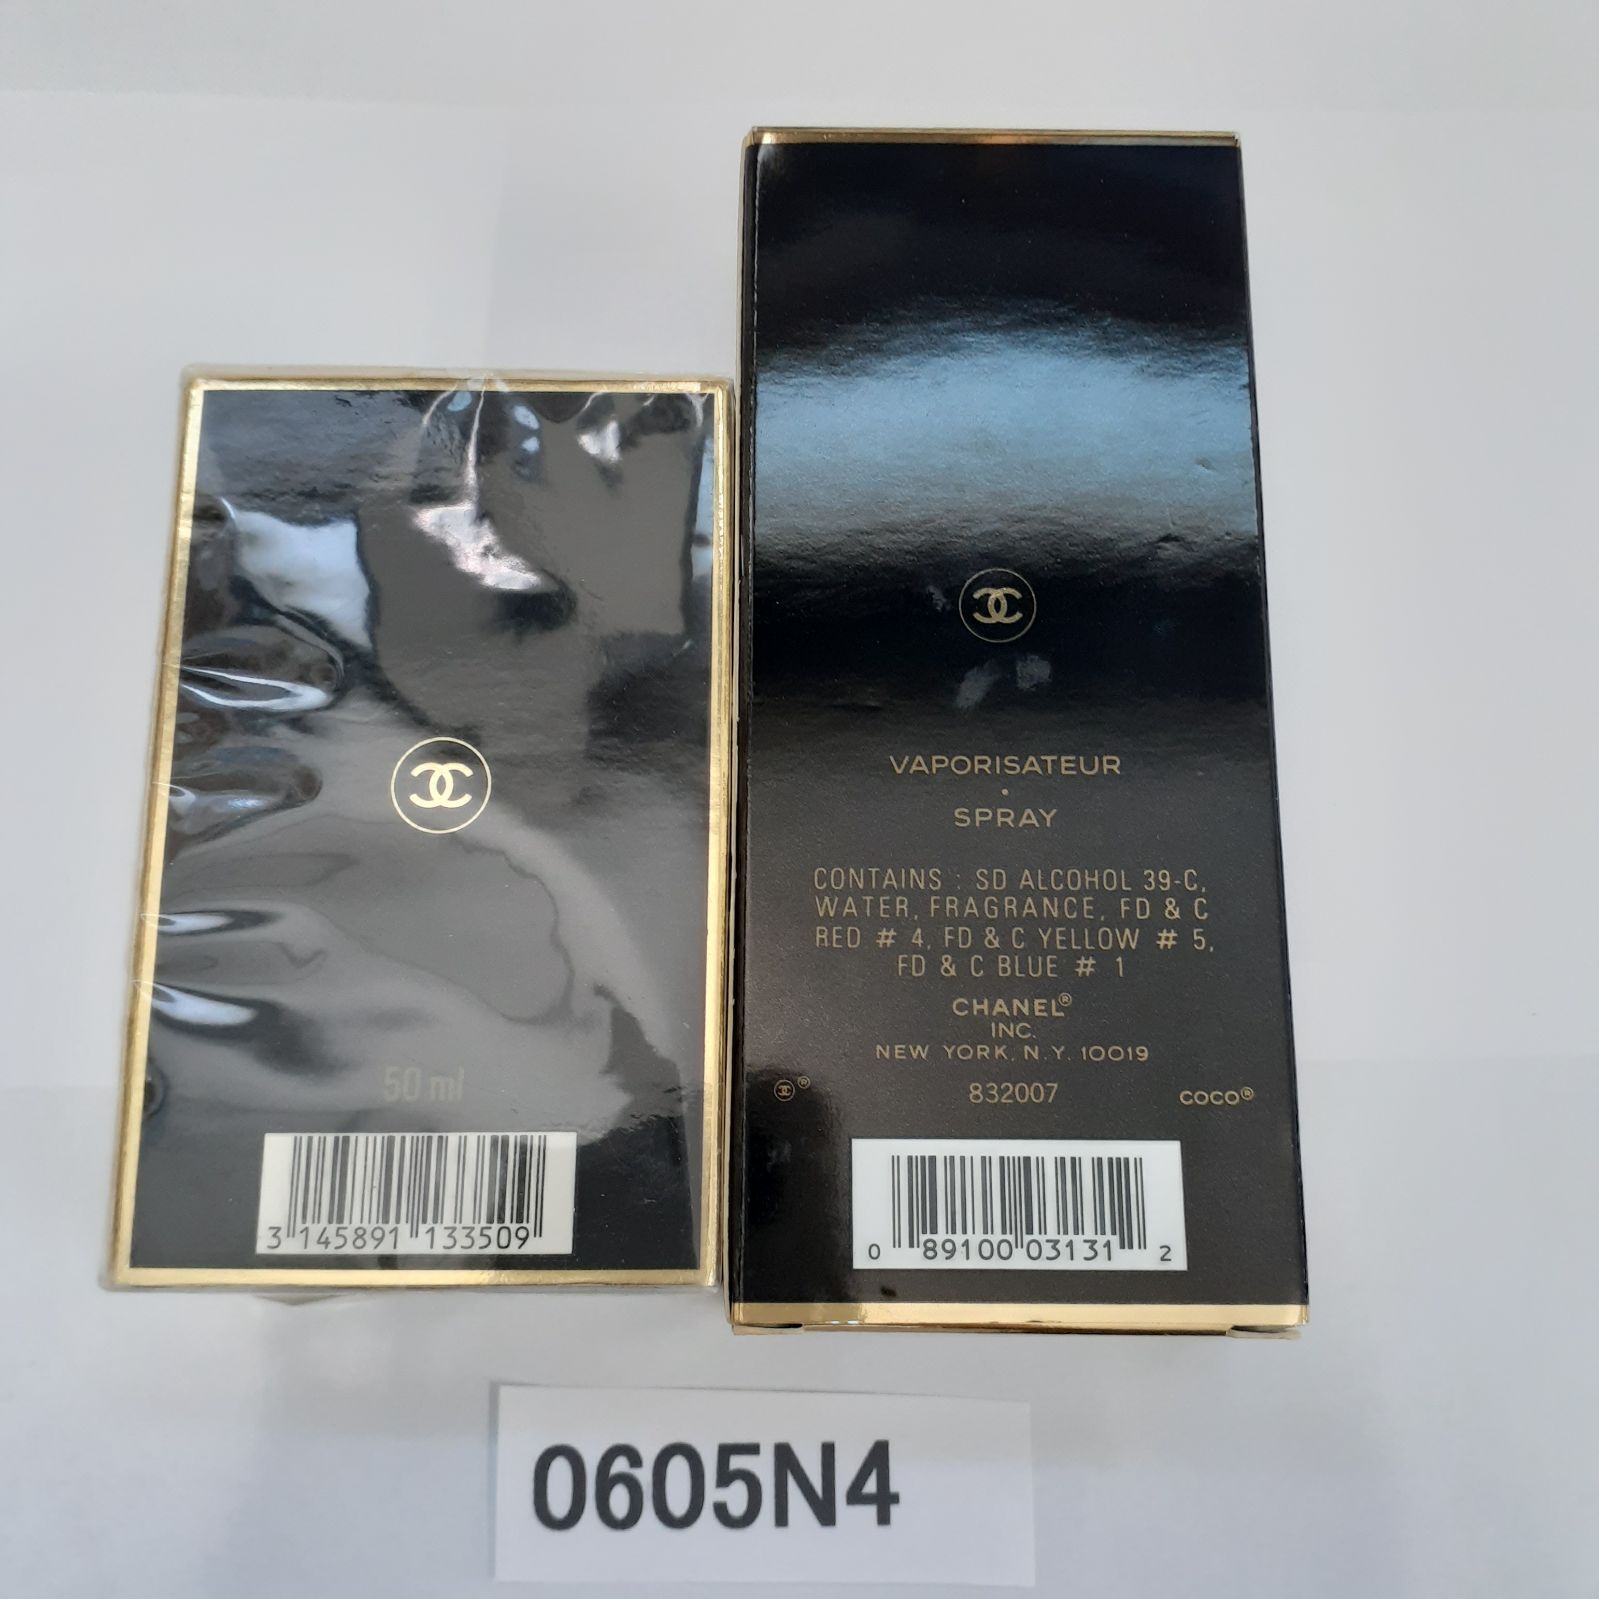 50 ml
3 145891 133509
VAPORISATEUR
•
SPRAY
CONTAINS : SD ALCOHOL 39-C,
WATER, FRAGRANCE, FD & C
RED # 4, FD & C YELLOW # 5,
FD & C BLUE # 1
CHANEL®
INC.
NEW YORK, N.Y. 10019
832007
COCO®
0 89100 03131 2
0605N4